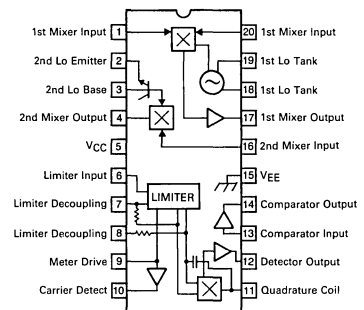 1st Mixer Input 1
20 1st Mixer Input
2nd Lo Emitter 2
19 1st Lo Tank
2nd Lo Base 3
18 1st Lo Tank
2nd Mixer Output 4
17 1st Mixer Output
VCC 5
16 2nd Mixer Input
Limiter Input 6
15 VEE
LIMITER
Limiter Decoupling 7
14 Comparator Output
Limiter Decoupling 8
13 Comparator Input
Meter Drive 9
12 Detector Output
Carrier Detect 10
11 Quadrature Coil